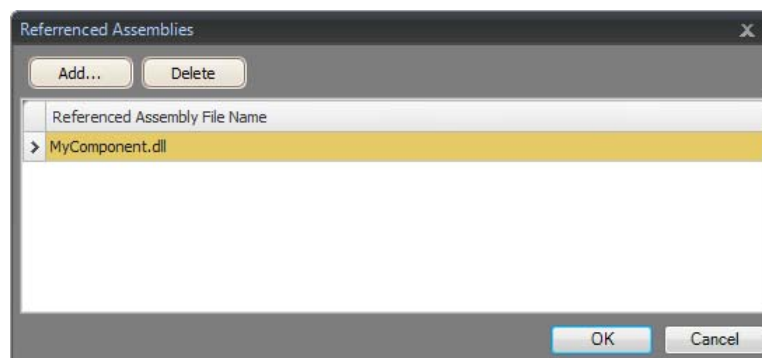 Referrenced Assemblies
X
Add... Delete
Referenced Assembly File Name
MyComponent.dll
OK Cancel